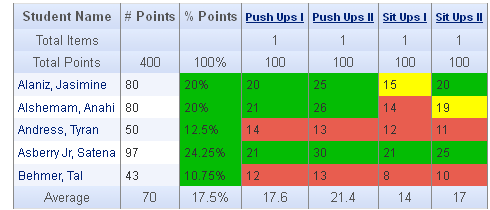 Student Name # Points % Points Push Ups I Push Ups II Sit Ups I Sit Ups II
Total Items 1 1 1 1
Total Points 400 100% 100 100 100 100
Alaniz, Jasimine 80 20% 20 25 15 20
Alshemam, Anahi 80 20% 21 26 14 19
Andress, Tyran 50 12.5% 14 13 12 11
Asberry Jr, Satena 97 24.25% 21 30 21 25
Behmer, Tal 43 10.75% 12 13 8 10
Average 70 17.5% 17.6 21.4 14 17